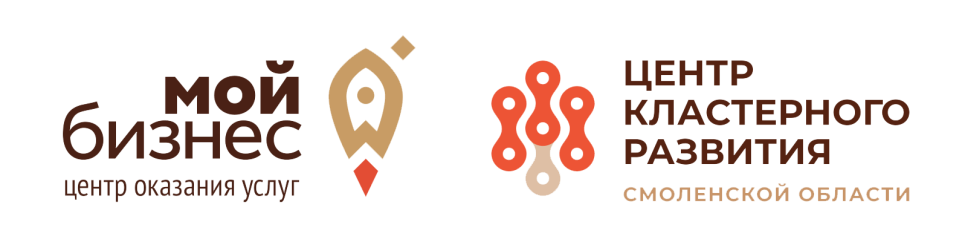 мой
бизнес
центр оказания услуг
ЦЕНТР
КЛАСТЕРНОГО
РАЗВИТИЯ
СМОЛЕНСКОЙ ОБЛАСТИ